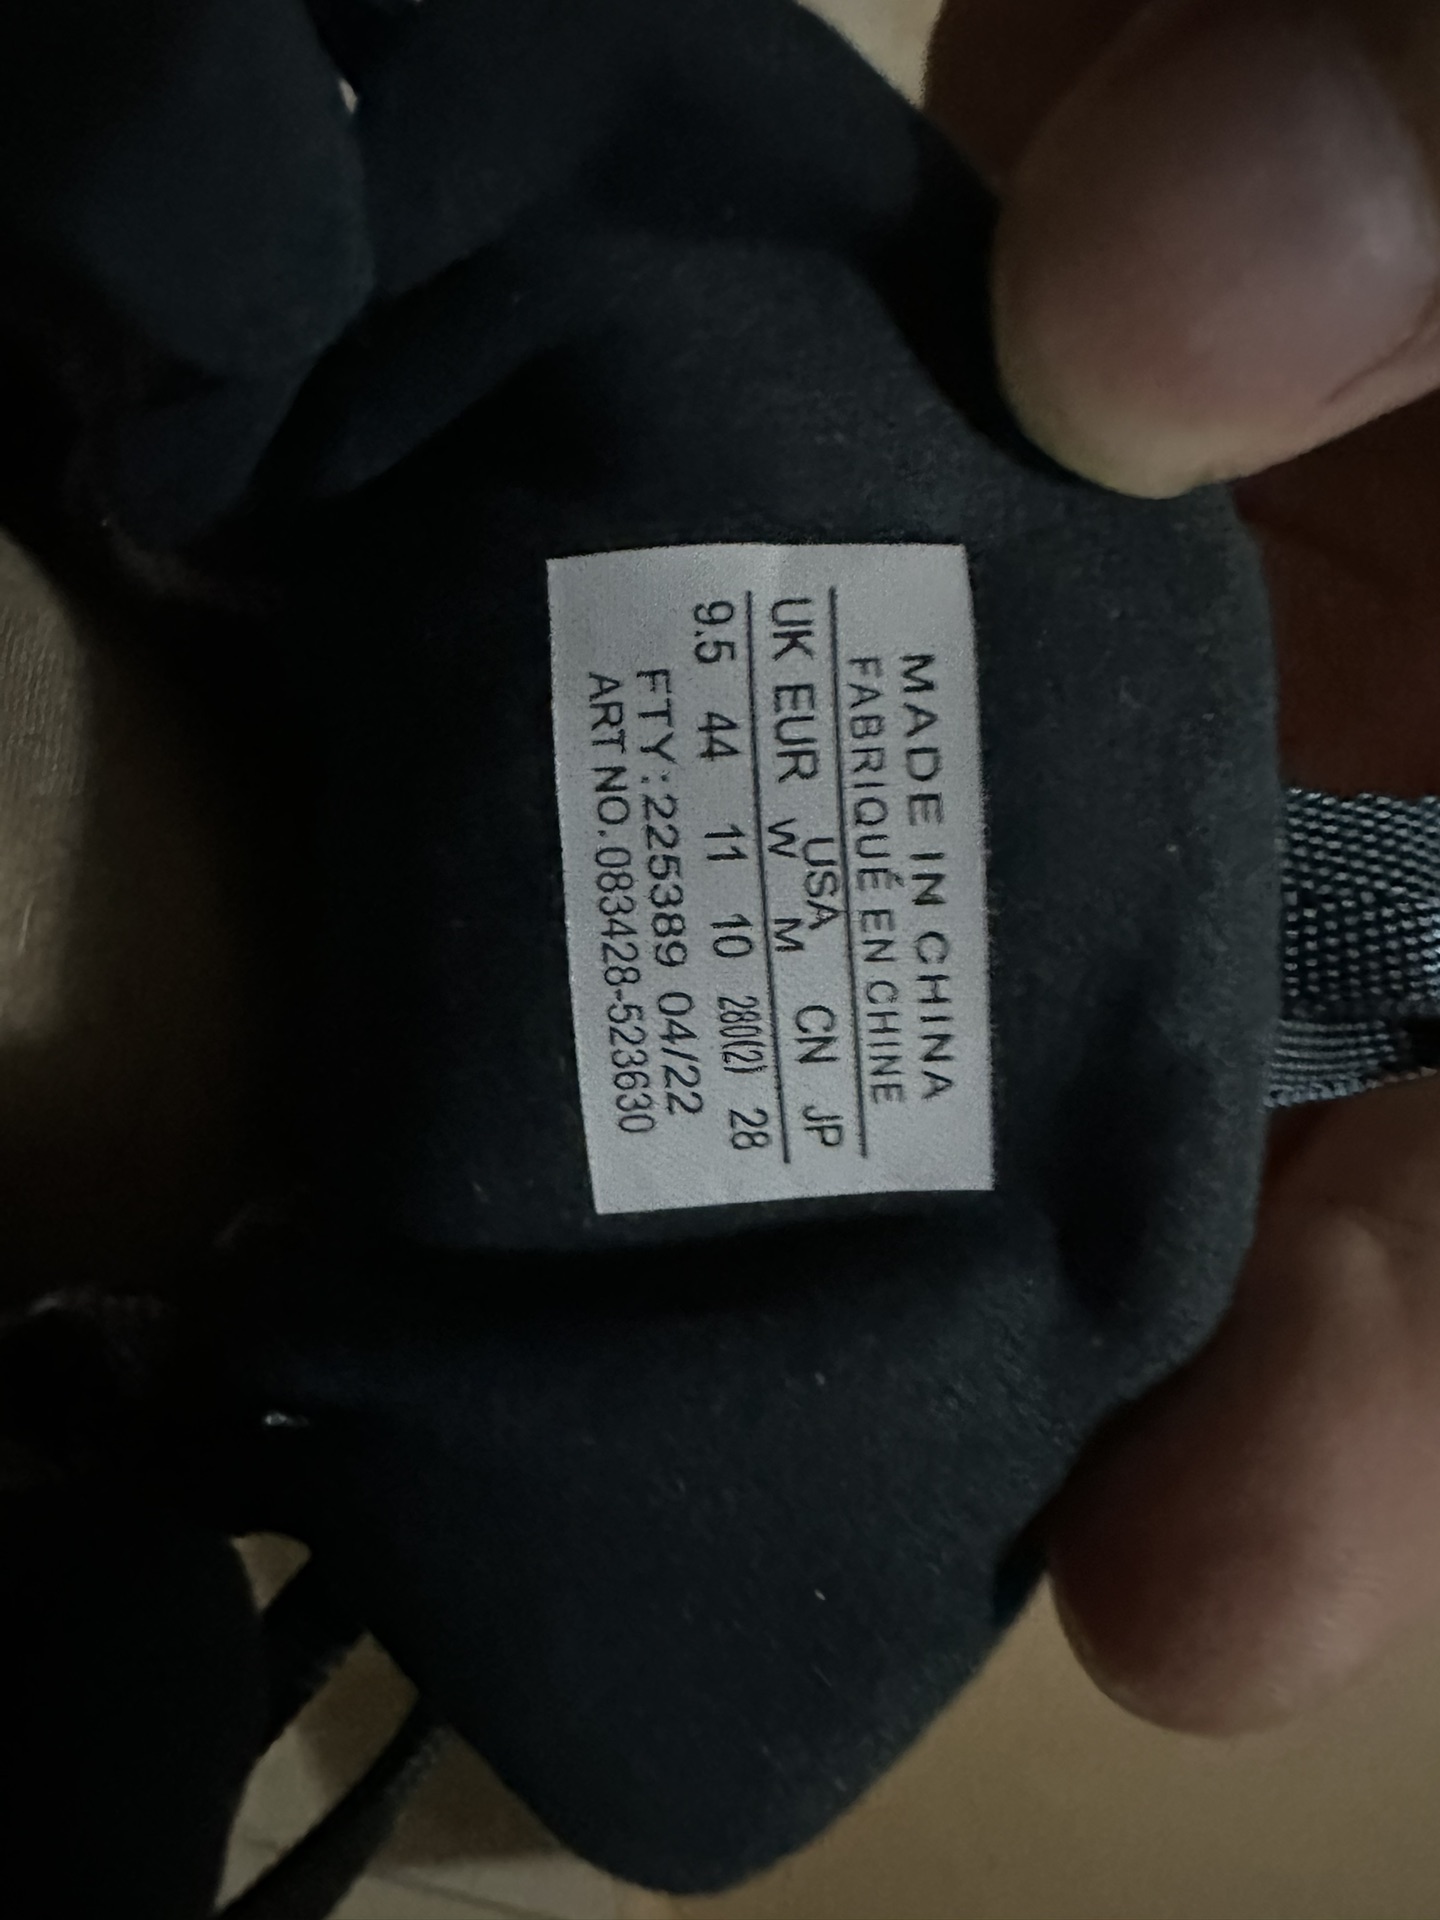 MADE IN CHINA
FABRIQUÉ EN CHINE
UK EUR USA CN JP
W M
9.5 44 11 10 280(2) 28
FTY:225389 04/22
ART NO.083428-523630